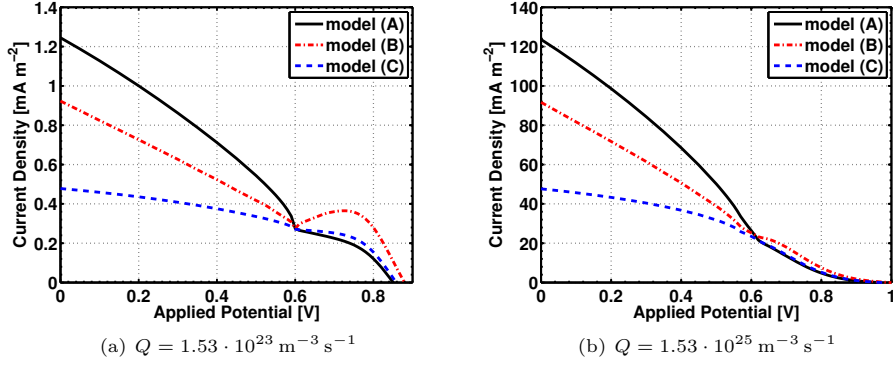 1.4
1.2
1
0.8
0.6
0.4
0.2
0
0
0.2
0.4
0.6
0.8
Current Density [mA m⁻²]
Applied Potential [V]
model (A)
model (B)
model (C)
(a) Q = 1.53 · 10²³ m⁻³ s⁻¹
140
120
100
80
60
40
20
0
0
0.2
0.4
0.6
0.8
1
Current Density [mA m⁻²]
Applied Potential [V]
model (A)
model (B)
model (C)
(b) Q = 1.53 · 10²⁵ m⁻³ s⁻¹